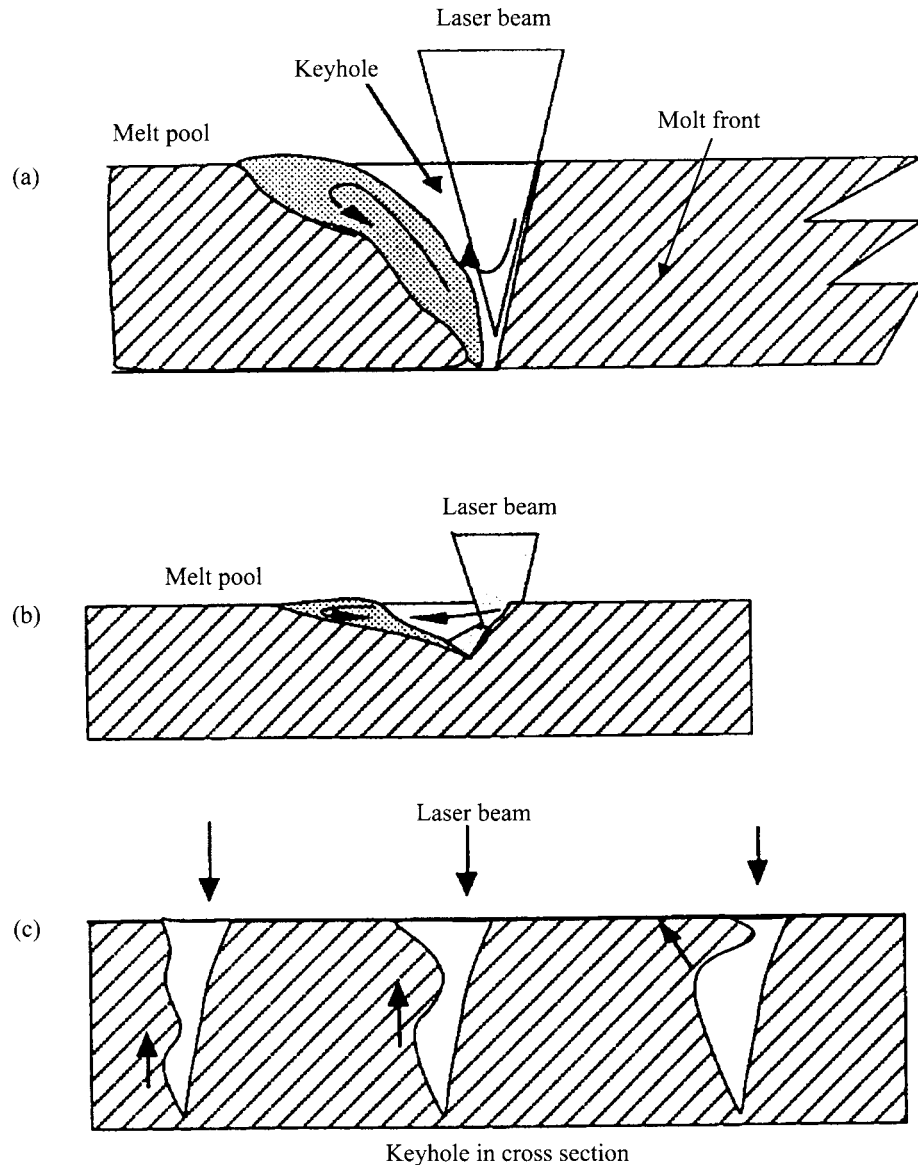 Laser beam
Keyhole
Melt pool
Molt front
(a)
Laser beam
Melt pool
(b)
Laser beam
(c)
Keyhole in cross section